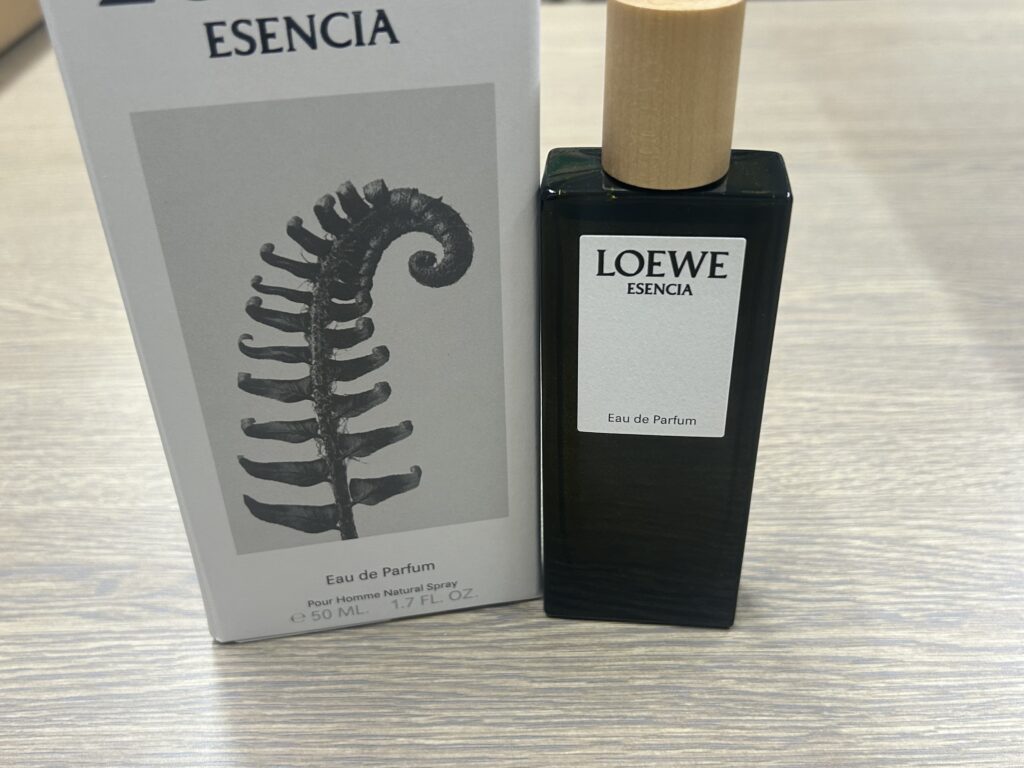 ESENCIA
Eau de Parfum
Pour Homme Natural Spray
℮ 50 ML. 1.7 FL. OZ.
LOEWE
ESENCIA
Eau de Parfum